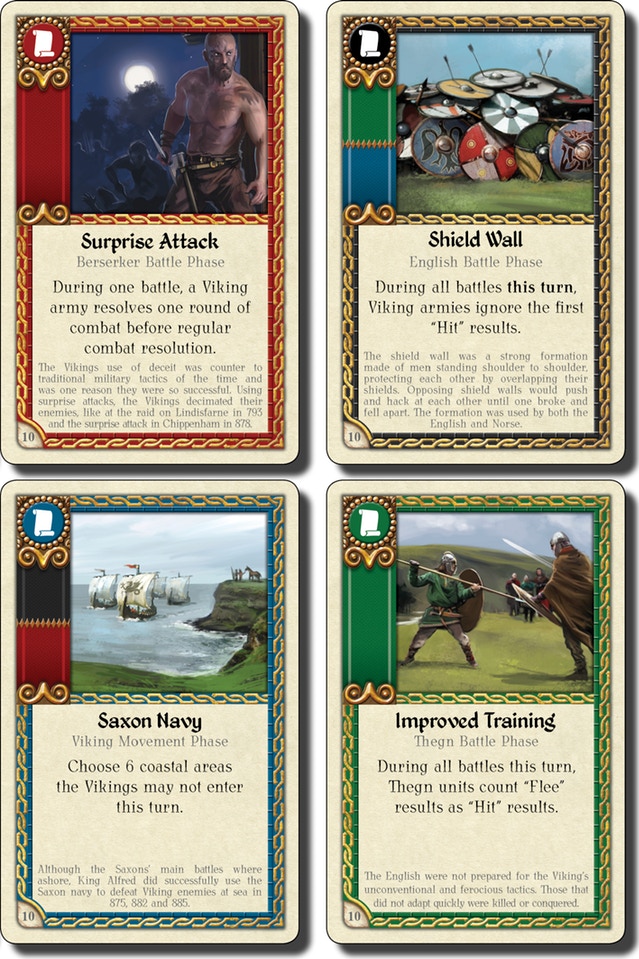 Surprise Attack
Berserker Battle Phase
During one battle, a Viking
army resolves one round of
combat before regular
combat resolution.
The Vikings use of deceit was counter to
traditional military tactics of the time and
was one reason they were so successful. Using
surprise attacks, the Vikings decimated their
enemies, like at the raid on Lindisfarne in 793
and the surprise attack in Chippenham in 878.
10
Shield Wall
English Battle Phase
During all battles this turn,
Viking armies ignore the first
“Hit” results.
The shield wall was a strong formation
made of men standing shoulder to shoulder,
protecting each other by overlapping their
shields. Opposing shield walls would push
and hack at each other until one broke and
fell apart. The formation was used by both the
English and Norse.
10
Saxon Navy
Viking Movement Phase
Choose 6 coastal areas
the Vikings may not enter
this turn.
Although the Saxons’ main battles where
ashore, King Alfred did successfully use the
Saxon navy to defeat Viking enemies at sea in
875, 882 and 885.
10
Improved Training
Thegn Battle Phase
During all battles this turn,
Thegn units count “Flee”
results as “Hit” results.
The English were not prepared for the Viking’s
unconventional and ferocious tactics. Those that
did not adapt quickly were killed or conquered.
10